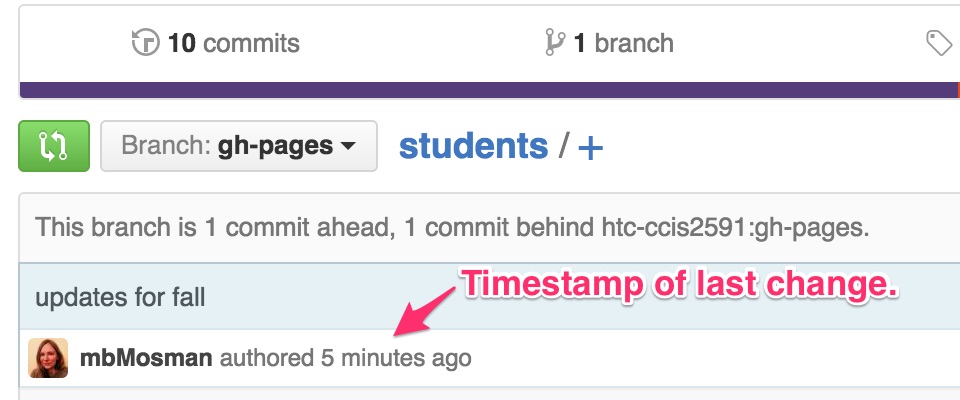 10 commits
1 branch
Branch: gh-pages
students / +
This branch is 1 commit ahead, 1 commit behind htc-ccis2591:gh-pages.
Timestamp of last change.
updates for fall
mbMosman authored 5 minutes ago